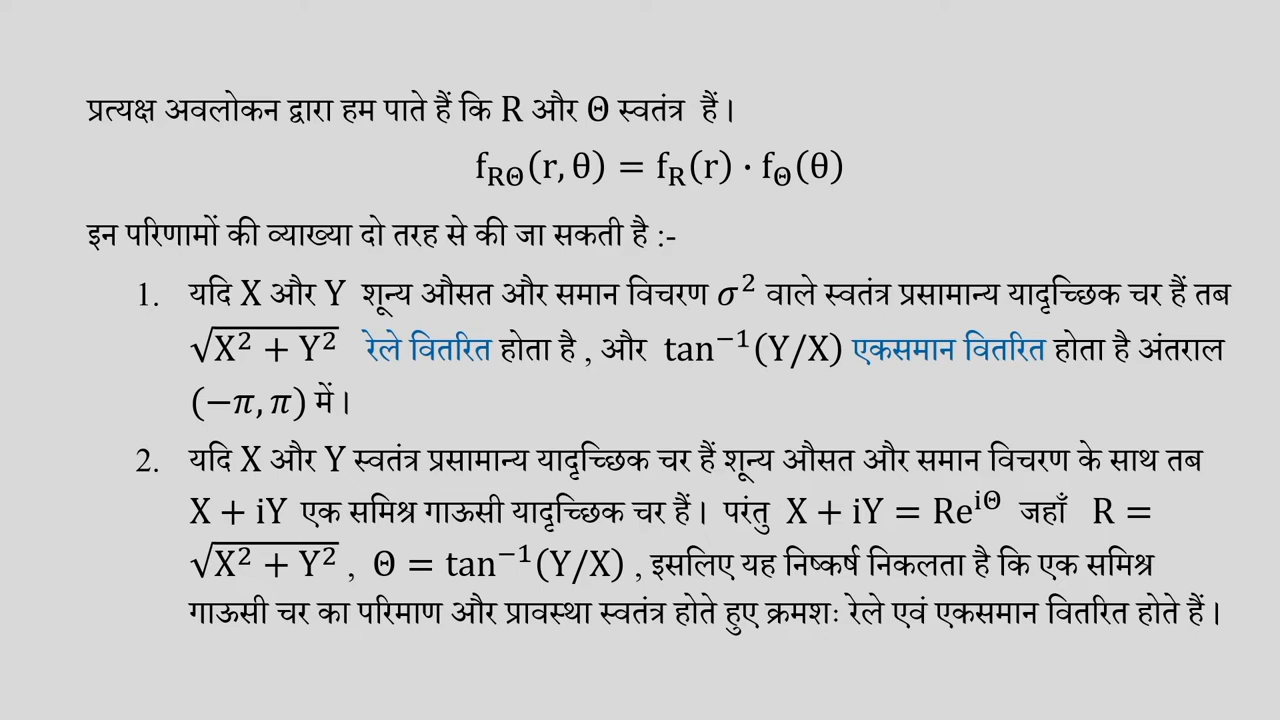 प्रत्यक्ष अवलोकन द्वारा हम पाते हैं कि R और Θ स्वतंत्र हैं।
f_RΘ(r, θ) = f_R(r) · f_Θ(θ)
इन परिणामों की व्याख्या दो तरह से की जा सकती है :-
1. यदि X और Y शून्य औसत और समान विचरण σ² वाले स्वतंत्र प्रसामान्य यादृच्छिक चर हैं तब
√(X² + Y²) रेले वितरित होता है , और tan⁻¹(Y/X) एकसमान वितरित होता है अंतराल
(−π, π) में।
2. यदि X और Y स्वतंत्र प्रसामान्य यादृच्छिक चर हैं शून्य औसत और समान विचरण के साथ तब
X + iY एक समिश्र गाऊसी यादृच्छिक चर हैं। परंतु X + iY = Re^iΘ जहाँ R =
√(X² + Y²) , Θ = tan⁻¹(Y/X) , इसलिए यह निष्कर्ष निकलता है कि एक समिश्र
गाऊसी चर का परिमाण और प्रावस्था स्वतंत्र होते हुए क्रमशः रेले एवं एकसमान वितरित होते हैं।